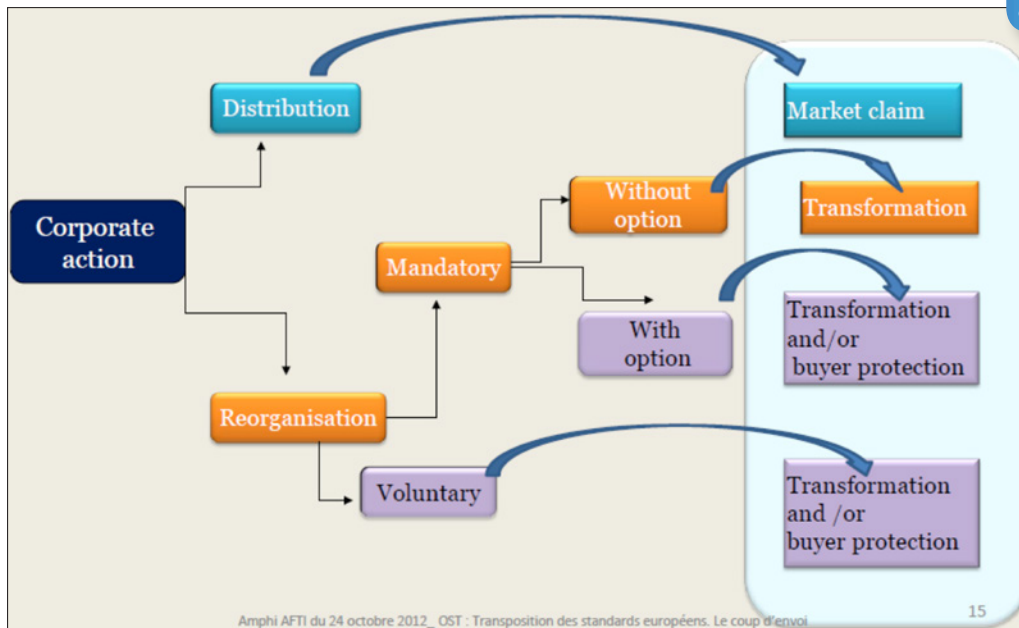 Distribution
Market claim
Corporate
action
Without
option
Transformation
Mandatory
With
option
Transformation
and/or
buyer protection
Reorganisation
Voluntary
Transformation
and /or
buyer protection
Amphi AFTI du 24 octobre 2012_ OST : Transposition des standards européens. Le coup d'envoi
15